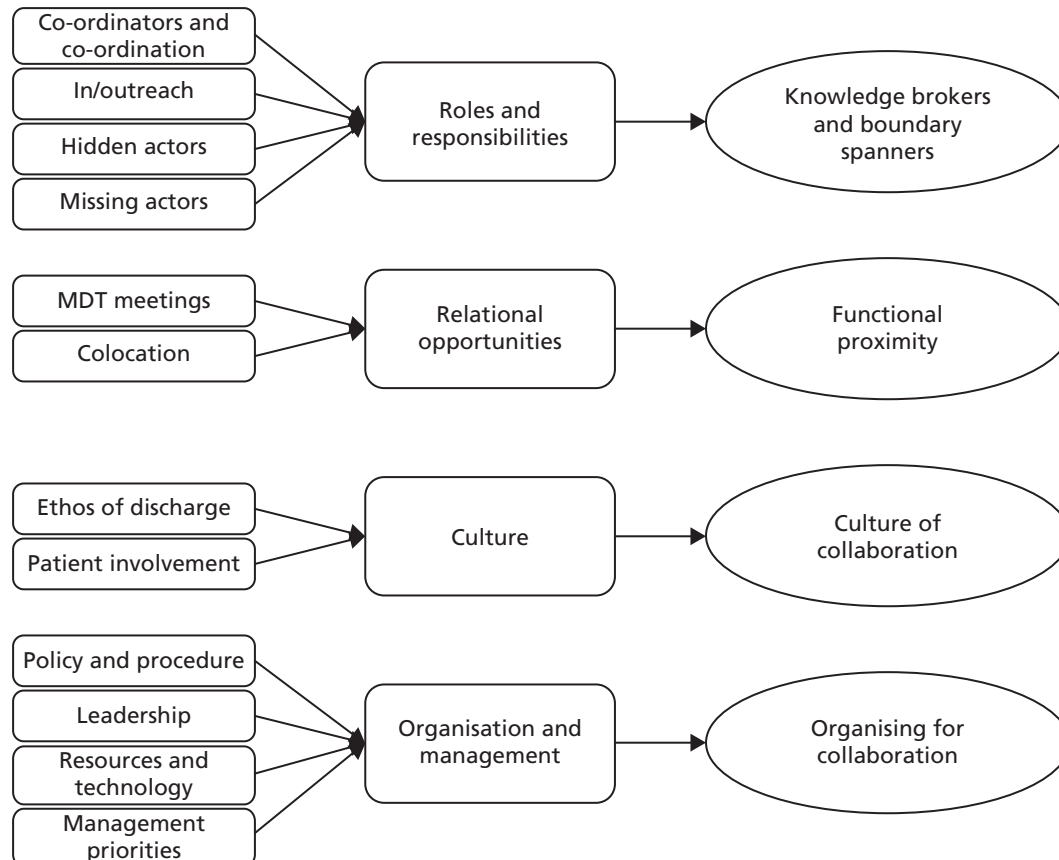 Co-ordinators and
co-ordination
In/outreach
Hidden actors
Missing actors
Roles and
responsibilities
Knowledge brokers
and boundary
spanners
MDT meetings
Colocation
Relational
opportunities
Functional
proximity
Ethos of discharge
Patient involvement
Culture
Culture of
collaboration
Policy and procedure
Leadership
Resources and
technology
Management
priorities
Organisation and
management
Organising for
collaboration